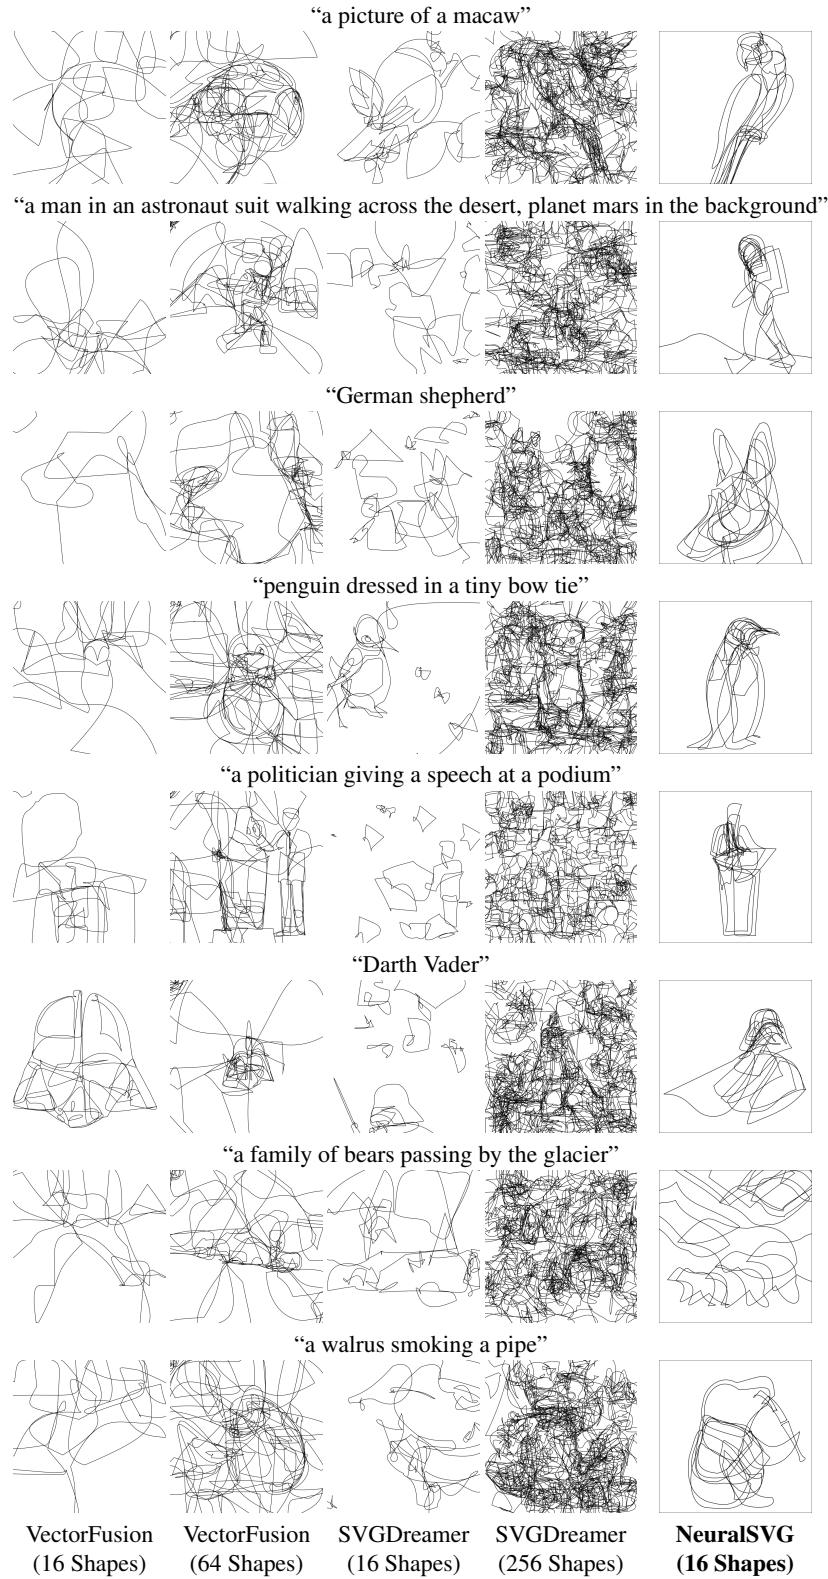 “a picture of a macaw”
“a man in an astronaut suit walking across the desert, planet mars in the background”
“German shepherd”
“penguin dressed in a tiny bow tie”
“a politician giving a speech at a podium”
“Darth Vader”
“a family of bears passing by the glacier”
“a walrus smoking a pipe”
VectorFusion VectorFusion SVGDreamer SVGDreamer NeuralSVG
(16 Shapes) (64 Shapes) (16 Shapes) (256 Shapes) (16 Shapes)